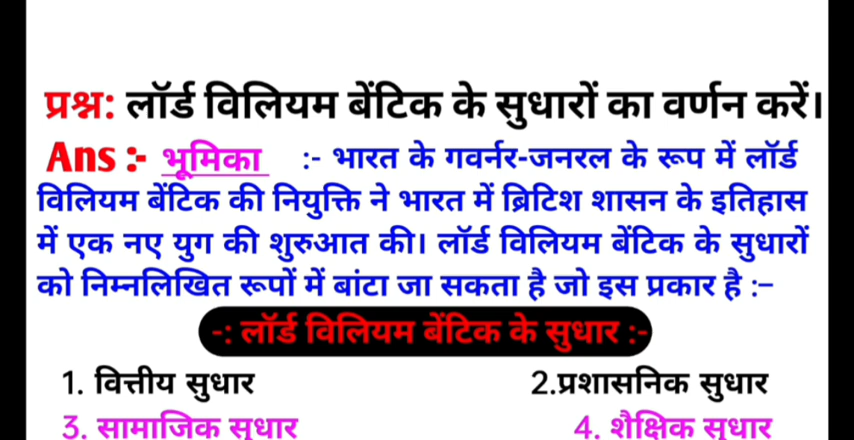 प्रश्न: लॉर्ड विलियम बेंटिक के सुधारों का वर्णन करें।
Ans :- भूमिका :- भारत के गवर्नर-जनरल के रूप में लॉर्ड
विलियम बेंटिक की नियुक्ति ने भारत में ब्रिटिश शासन के इतिहास
में एक नए युग की शुरुआत की। लॉर्ड विलियम बेंटिक के सुधारों
को निम्नलिखित रूपों में बांटा जा सकता है जो इस प्रकार है :–
-: लॉर्ड विलियम बेंटिक के सुधार :-
1. वित्तीय सुधार 2.प्रशासनिक सुधार
3. सामाजिक सुधार 4. शैक्षिक सुधार